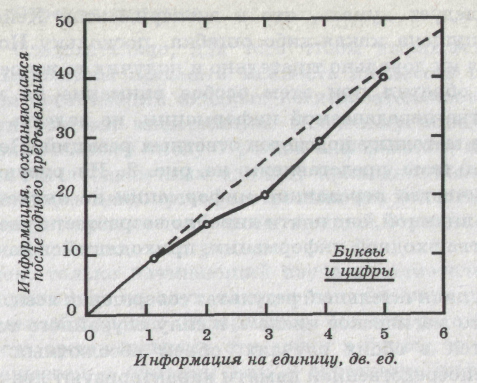 50
40
30
20
10
0
Информация, сохраняющаяся
после одного предъявления
Буквы
и цифры
0 1 2 3 4 5 6
Информация на единицу, дв. ед.